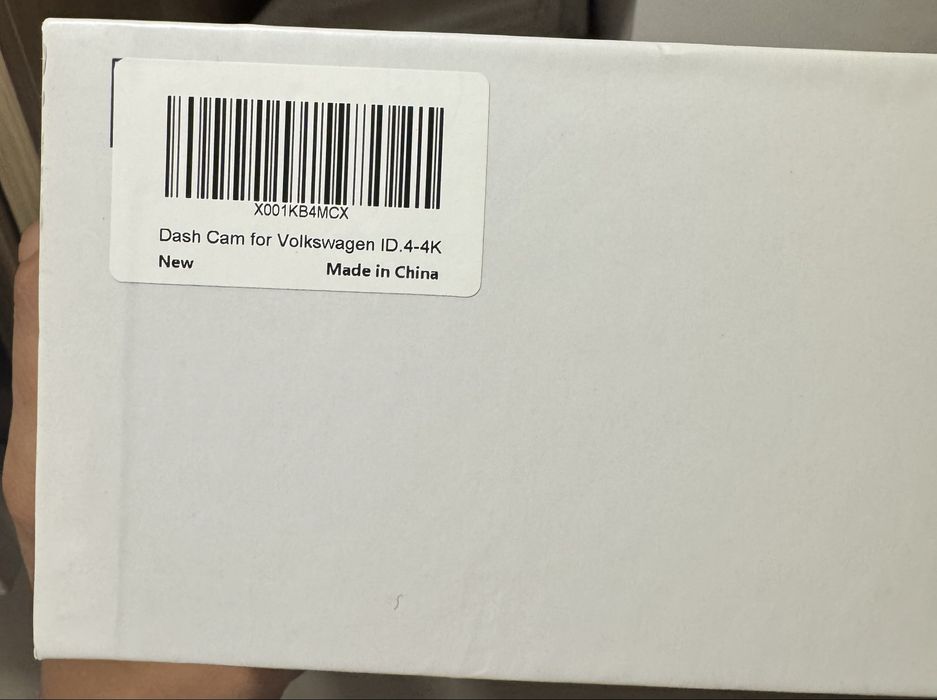 X001KB4MCX
Dash Cam for Volkswagen ID.4-4K
New Made in China